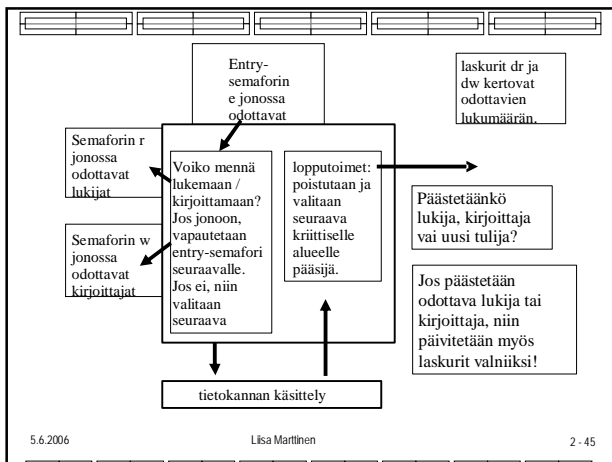 Entry-
semaforin
e jonossa
odottavat
laskurit dr ja
dw kertovat
odottavien
lukumäärän.
Semaforin r
jonossa
odottavat
lukijat
Semaforin w
jonossa
odottavat
kirjoittajat
Voiko mennä
lukemaan /
kirjoittamaan?
Jos jonoon,
vapautetaan
entry-semafori
seuraavalle.
Jos ei, niin
valitaan
seuraava
lopputoimet:
poistutaan ja
valitaan
seuraava
kriittiselle
alueelle
pääsijä.
Päästetäänkö
lukija, kirjoittaja
vai uusi tulija?
Jos päästetään
odottava lukija tai
kirjoittaja, niin
päivitetään myös
laskurit valmiiksi!
tietokannan käsittely
5.6.2006
Liisa Marttinen
2 - 45